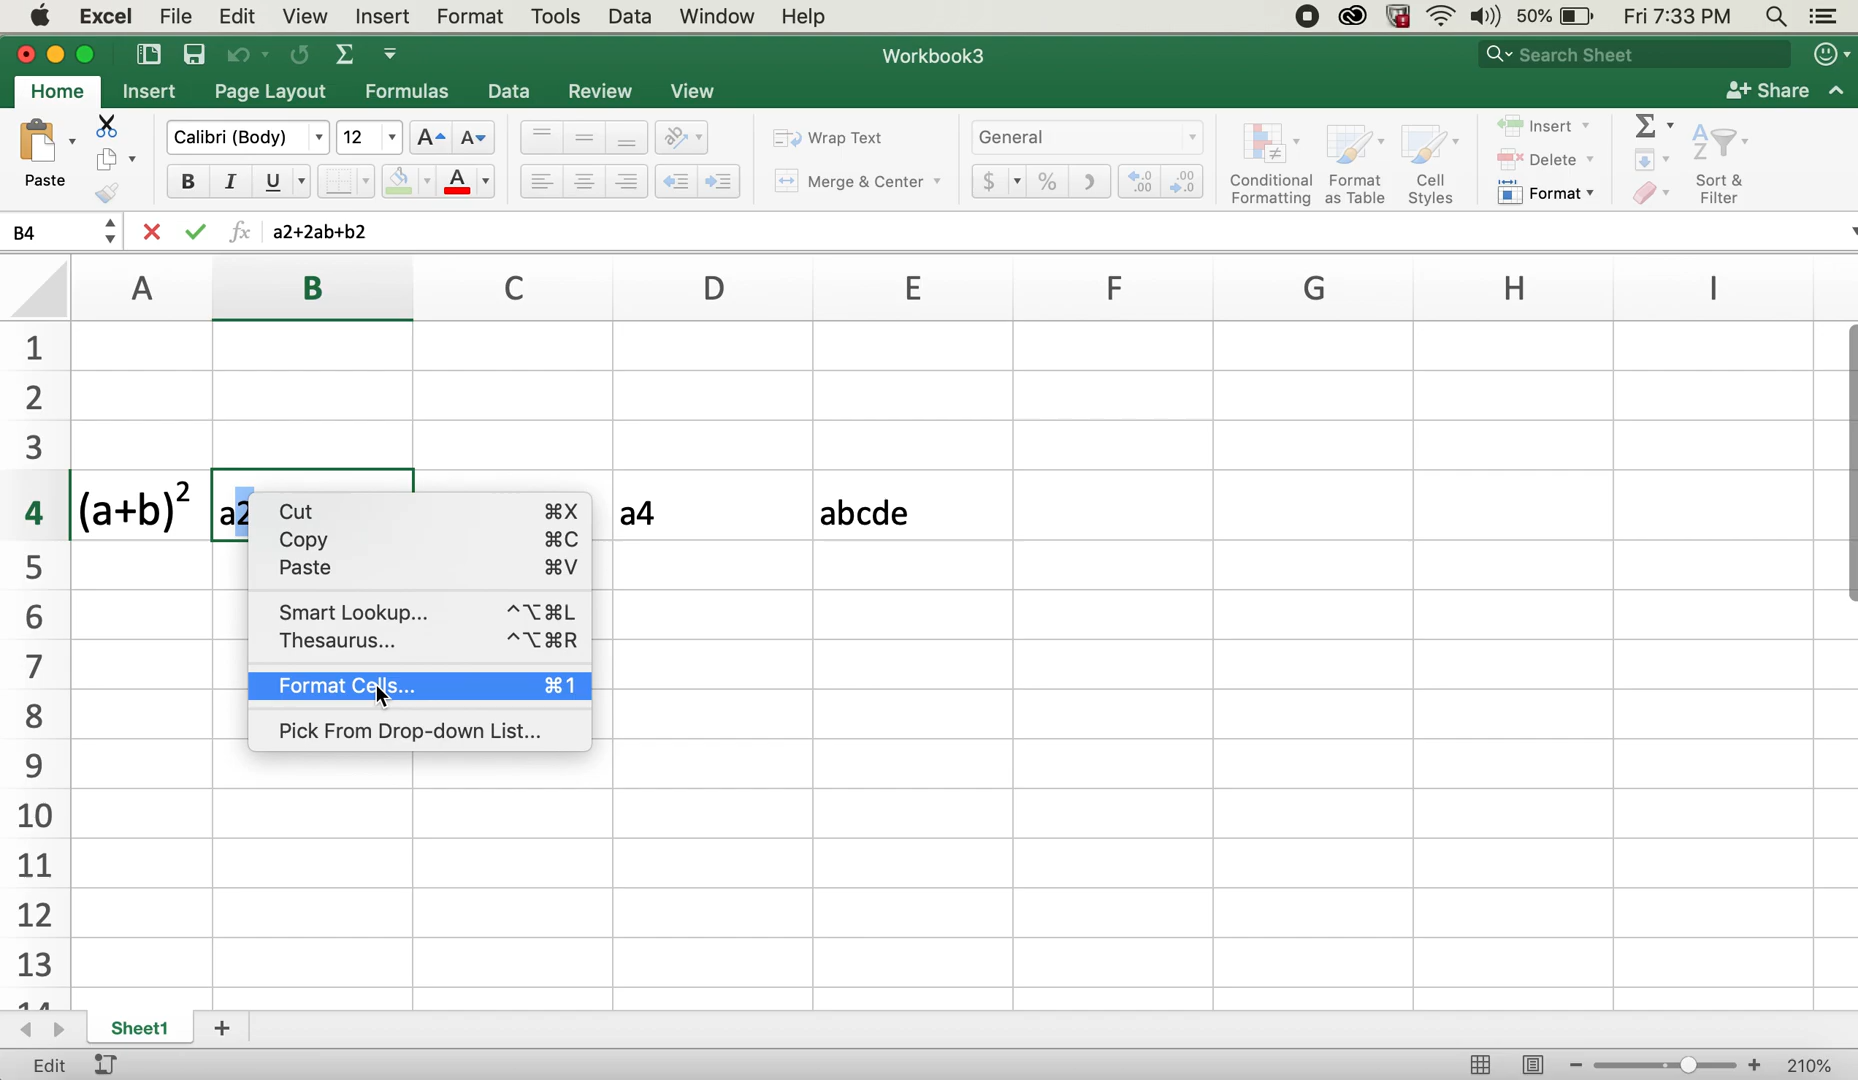 Excel File Edit View Insert Format Tools Data Window Help 50% Fri 7:33 PM
Workbook3 Search Sheet
Home Insert Page Layout Formulas Data Review View Share
Paste Calibri (Body) 12 A A Wrap Text General Insert
B I U A Merge & Center $ % Conditional Formatting Format as Table Cell Styles Delete Format Sort & Filter
B4 fx a2+2ab+b2
A B C D E F G H I
1
2
3
4 (a+b)² a2 a4 abcde
Cut ⌘X
Copy ⌘C
5 Paste ⌘V
6 Smart Lookup... ^⌥⌘L
Thesaurus... ^⌥⌘R
7 Format Cells... ⌘1
8 Pick From Drop-down List...
9
10
11
12
13
14
Sheet1 +
Edit 210%